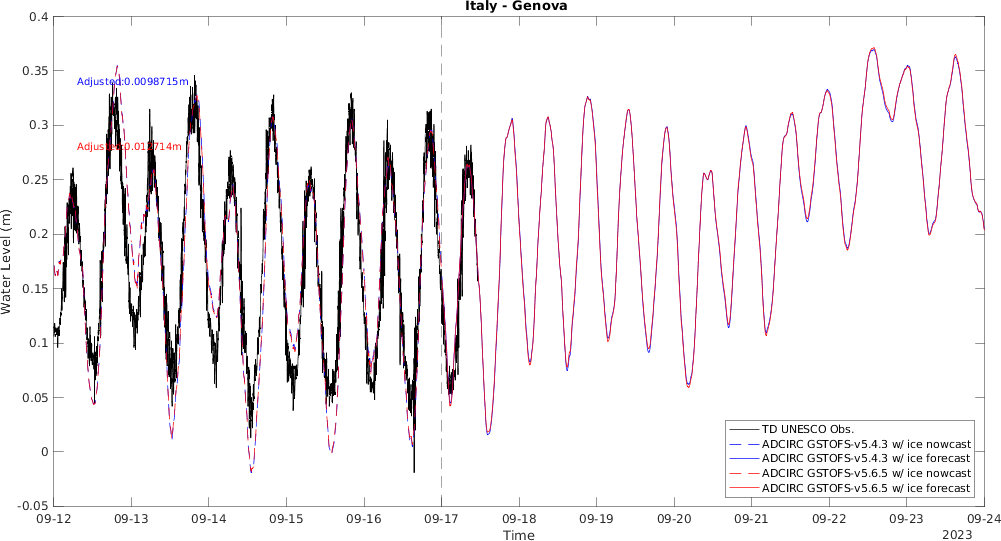 Italy - Genova
Water Level (m)
0.4
0.35
0.3
0.25
0.2
0.15
0.1
0.05
0
-0.05
Adjusted:0.0098715m
09-12
09-13
09-14
09-15
09-16
09-17
09-18
09-19
09-20
09-21
09-22
09-23
09-24
Time
2023
TD UNESCO Obs.
ADCIRC GSTOFS-v5.4.3 w/ ice nowcast
ADCIRC GSTOFS-v5.4.3 w/ ice forecast
ADCIRC GSTOFS-v5.6.5 w/ ice nowcast
ADCIRC GSTOFS-v5.6.5 w/ ice forecast